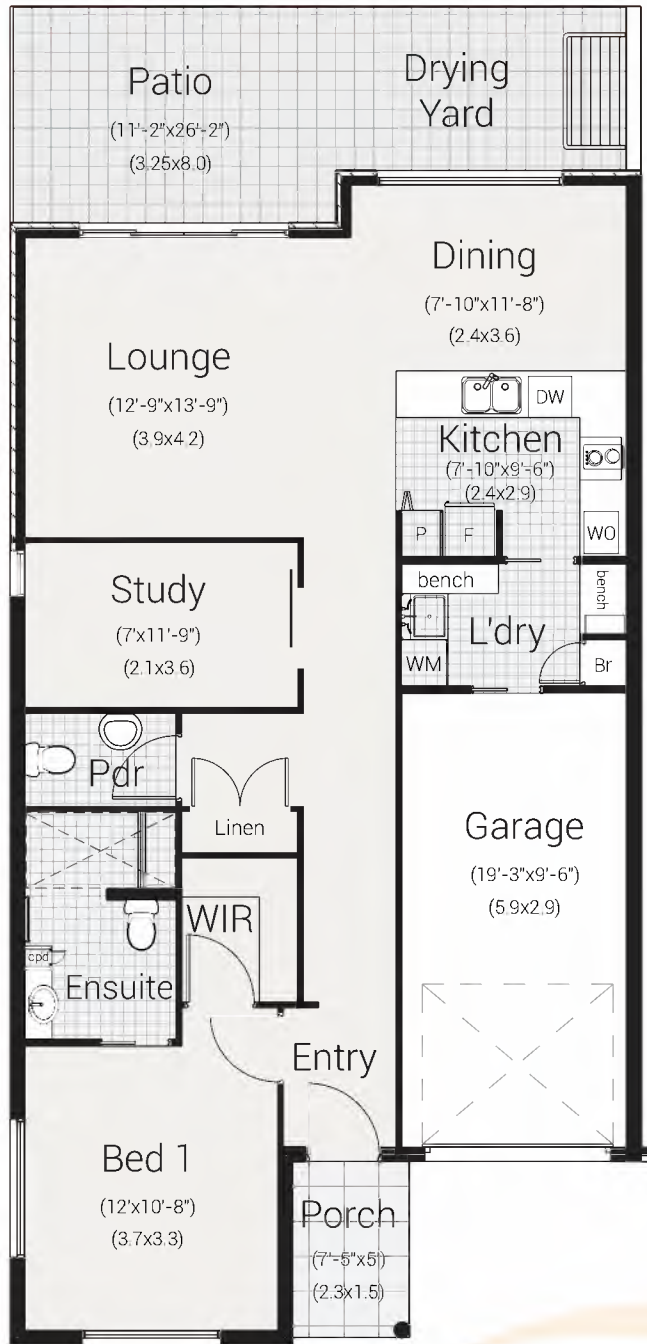 Patio
(11'-2"x26'-2")
(3.25x8.0)
Drying
Yard
Dining
(7'-10"x11'-8")
(2.4x3.6)
Lounge
(12'-9"x13'-9")
(3.9x4.2)
DW
Kitchen
(7'-10"x9'-6")
(2.4x2.9)
P
F
WO
Study
(7'x11'-9")
(2.1x3.6)
bench
bench
L'dry
WM
Br
Pdr
Linen
Garage
(19'-3"x9'-6")
(5.9x2.9)
WIR
cpd
Ensuite
Entry
Bed 1
(12'x10'-8")
(3.7x3.3)
Porch
(7'-5"x5')
(2.3x1.5)